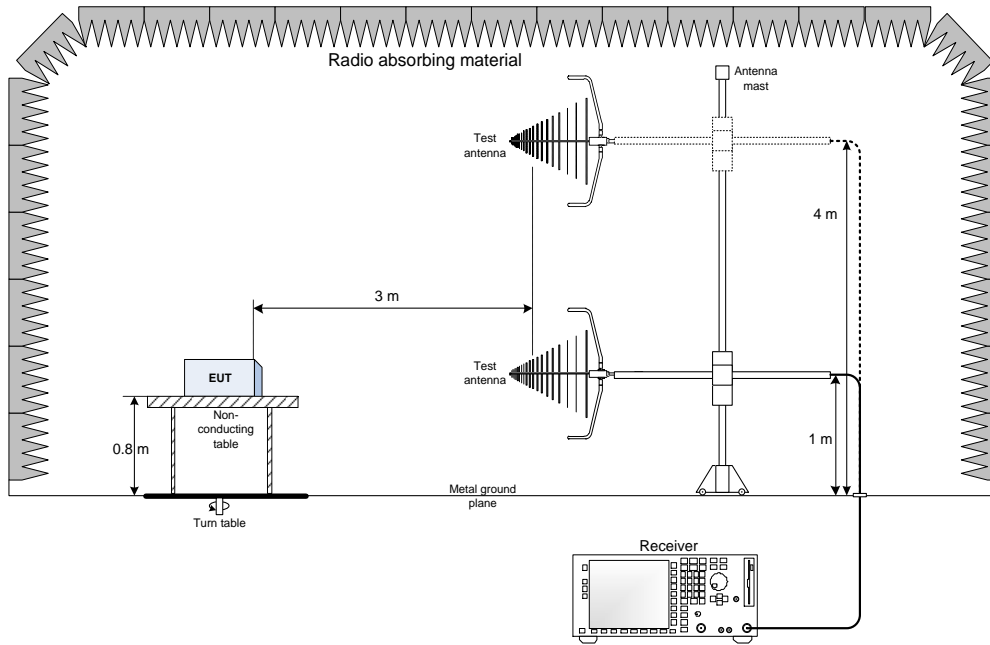 Radio absorbing material
Antenna
mast
Test
antenna
4 m
3 m
Test
antenna
EUT
Non-
conducting
table
0.8 m
1 m
Metal ground
plane
Turn table
Receiver